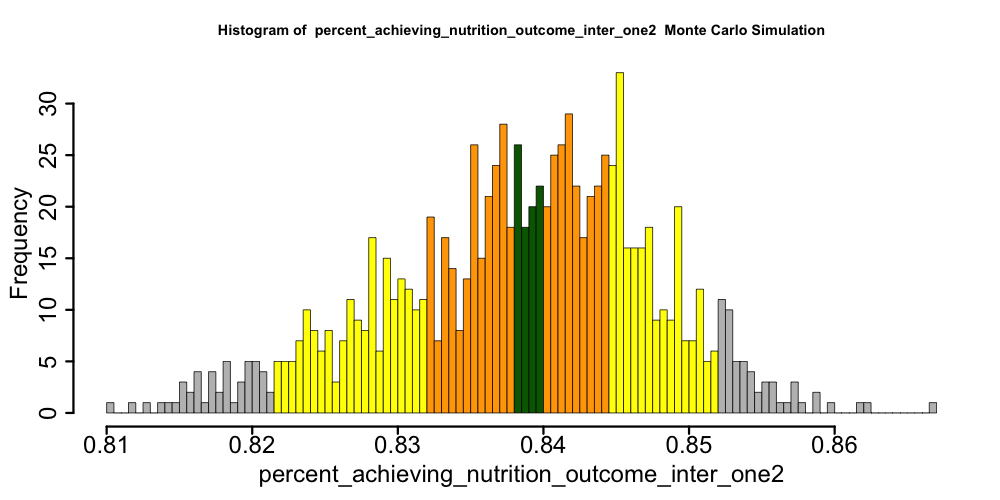 Histogram of percent_achieving_nutrition_outcome_inter_one2 Monte Carlo Simulation
Frequency
30
25
20
15
10
5
0
0.81 0.82 0.83 0.84 0.85 0.86
percent_achieving_nutrition_outcome_inter_one2